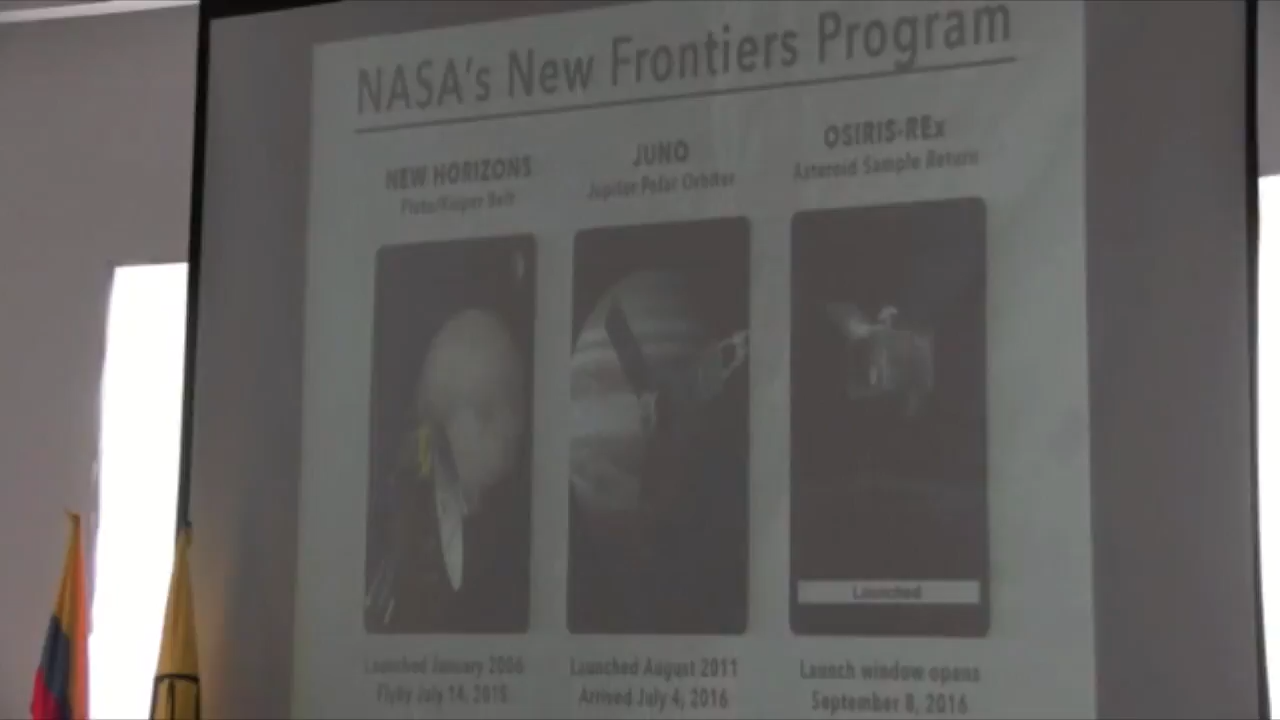 NASA's New Frontiers Program
NEW HORIZONS
Pluto/Kuiper Belt
JUNO
Jupiter Polar Orbiter
OSIRIS-REx
Asteroid Sample Return
Launched
Launched January 2006
Flyby July 14, 2015
Launched August 2011
Arrived July 4, 2016
Launch window opens
September 8, 2016